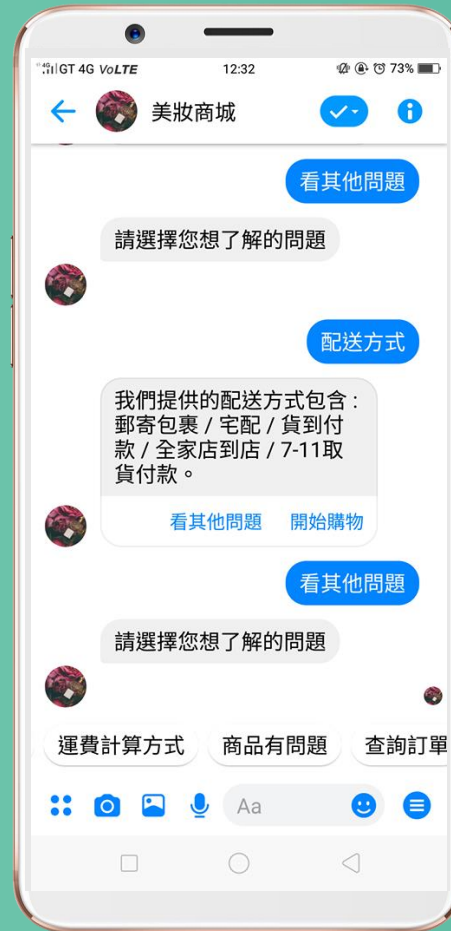 4G GT 4G VoLTE 12:32 73%
美妝商城
看其他問題
請選擇您想了解的問題
配送方式
我們提供的配送方式包含：
郵寄包裹 / 宅配 / 貨到付
款 / 全家店到店 / 7-11取
貨付款。
看其他問題 開始購物
看其他問題
請選擇您想了解的問題
運費計算方式 商品有問題 查詢訂單
Aa